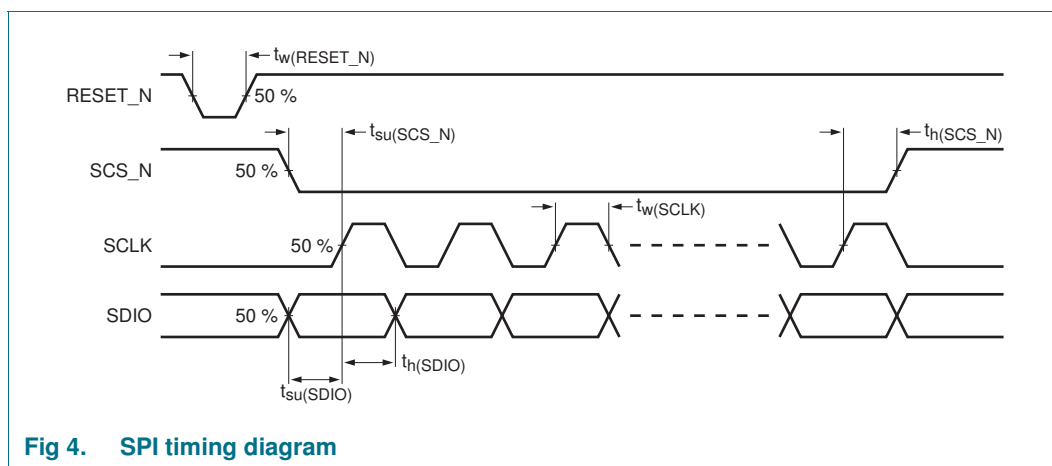 tw(RESET_N)
RESET_N
50 %
tsu(SCS_N)
th(SCS_N)
SCS_N
50 %
tw(SCLK)
SCLK
50 %
SDIO
50 %
th(SDIO)
tsu(SDIO)
Fig 4. SPI timing diagram